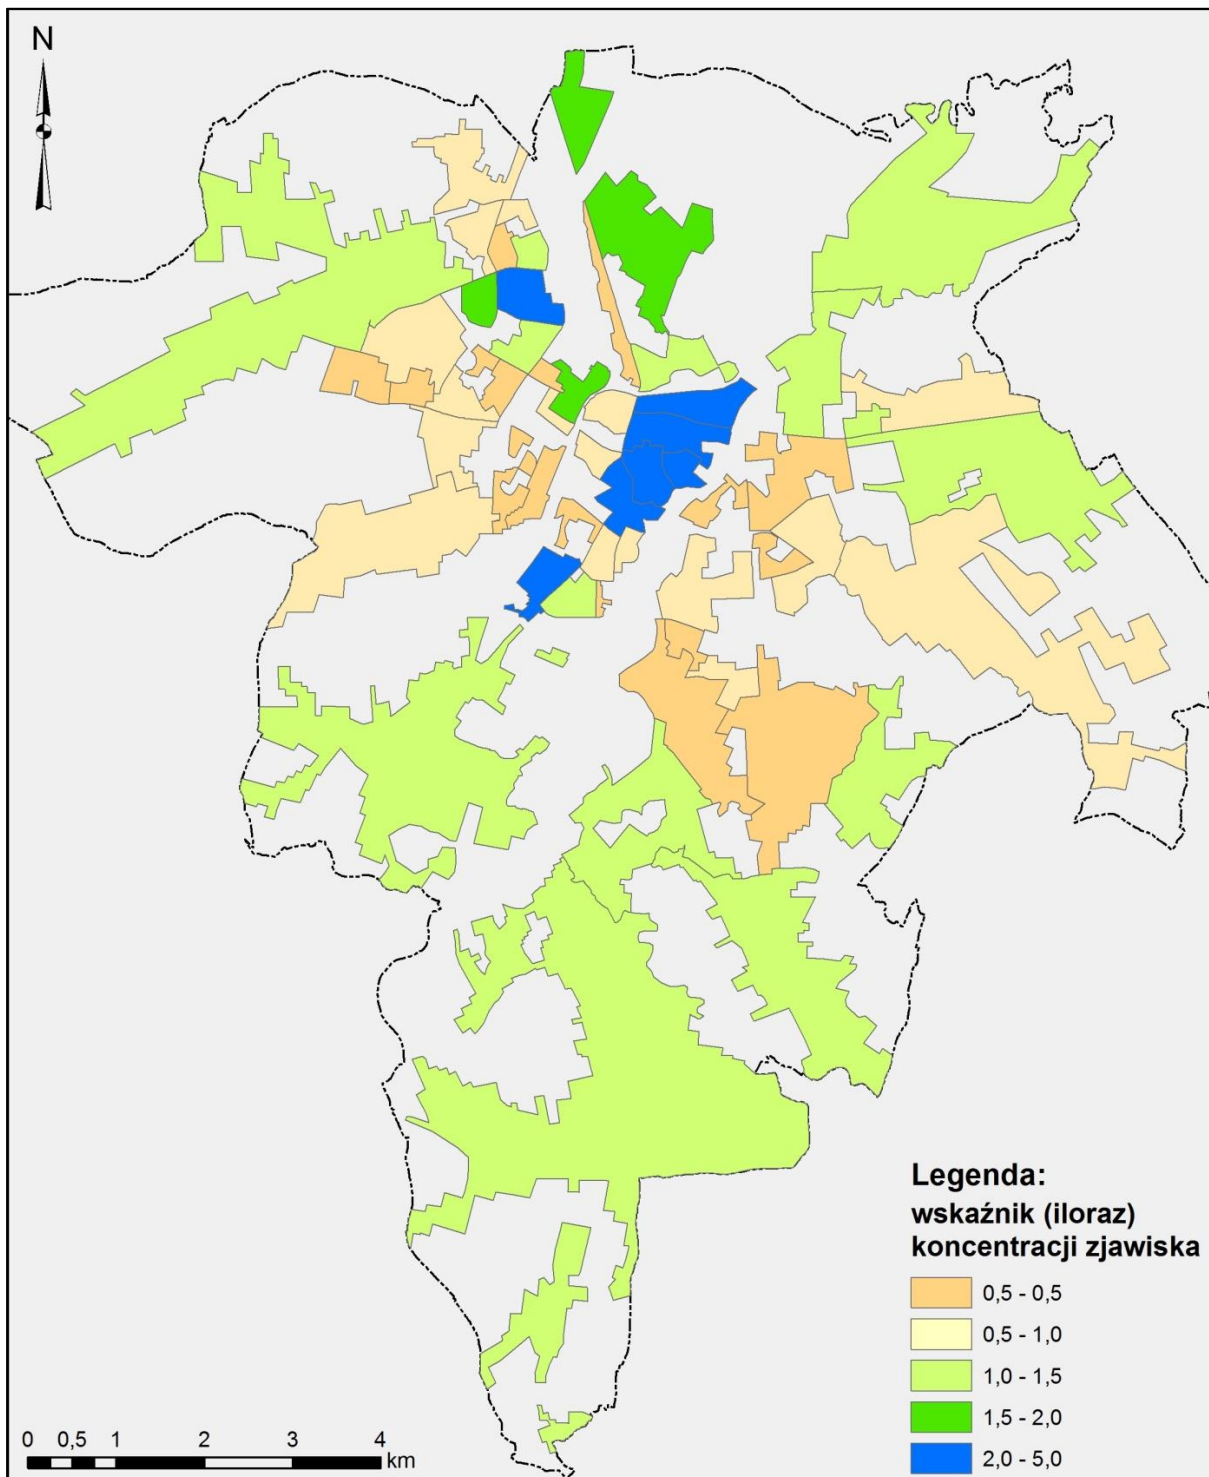 N
Legenda:
wskaźnik (iloraz)
koncentracji zjawiska
0,5 - 0,5
0,5 - 1,0
1,0 - 1,5
1,5 - 2,0
2,0 - 5,0
0 0,5 1 2 3 4
km